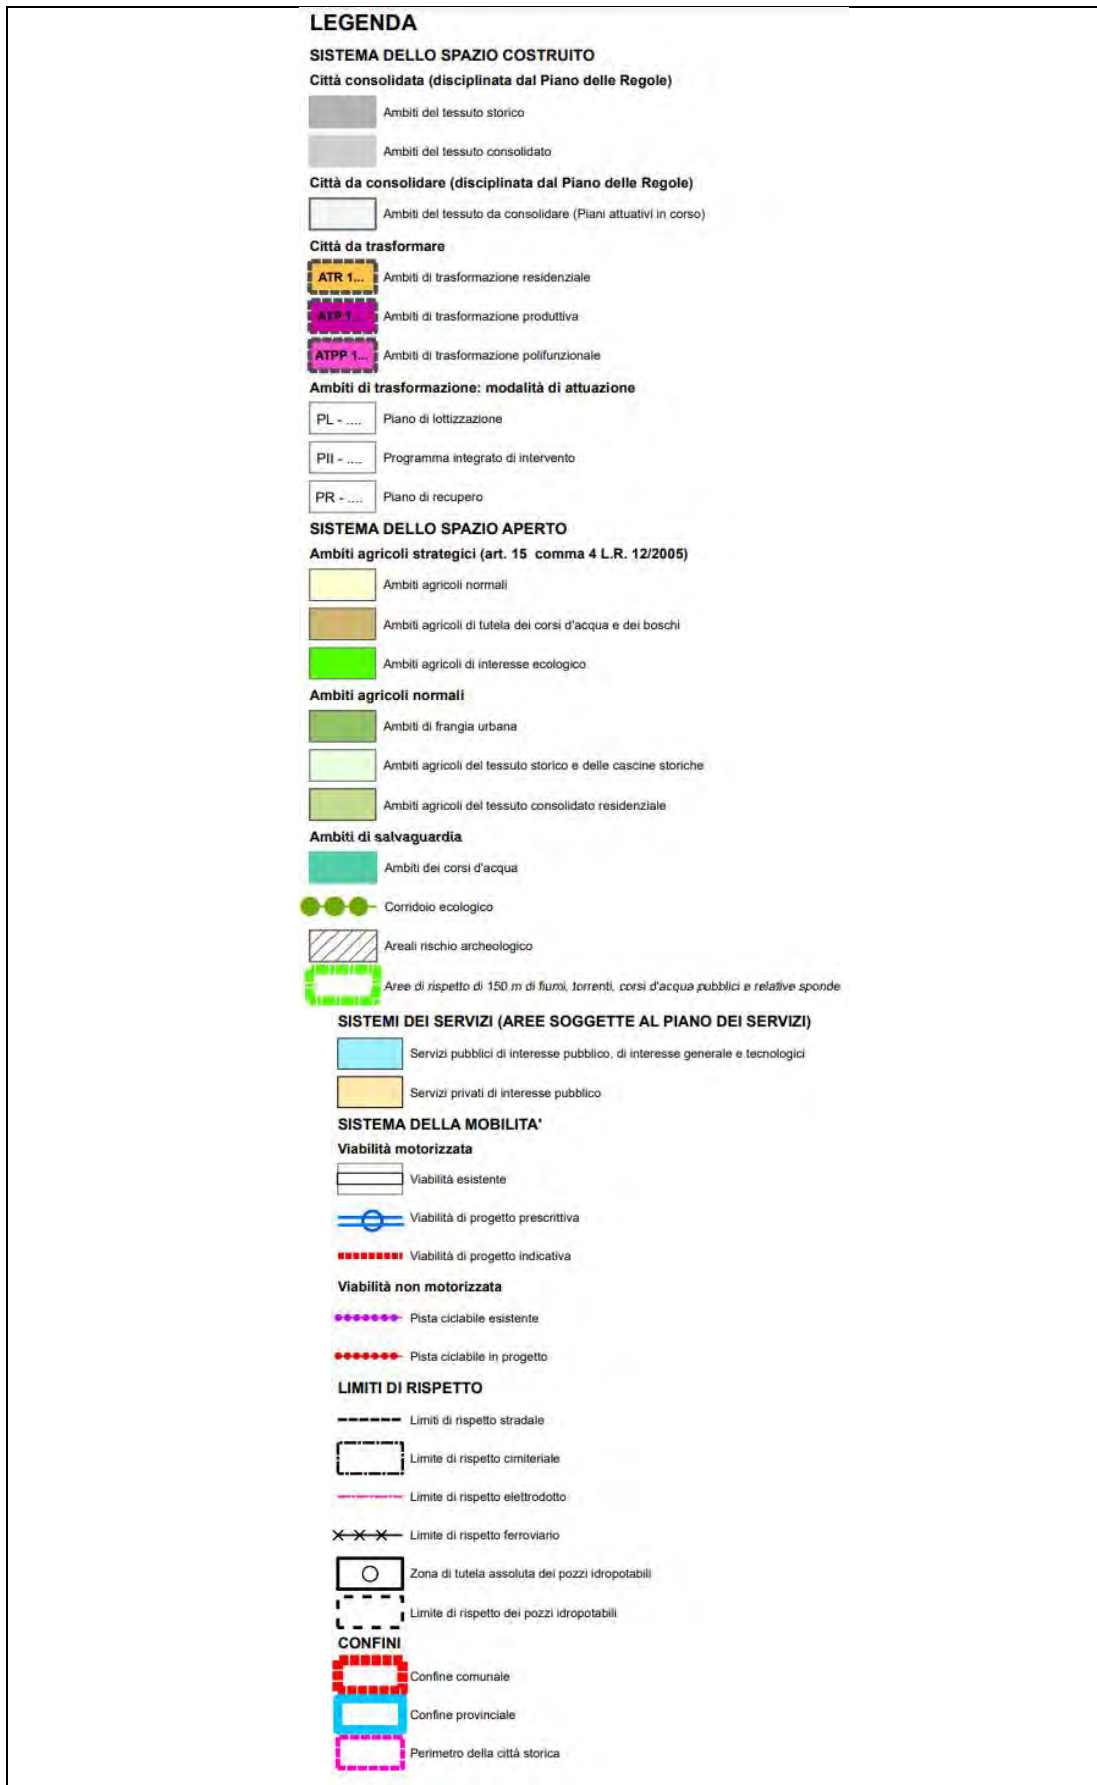 LEGENDA
SISTEMA DELLO SPAZIO COSTRUITO
Città consolidata (disciplinata dal Piano delle Regole)
Ambiti del tessuto storico
Ambiti del tessuto consolidato
Città da consolidare (disciplinata dal Piano delle Regole)
Ambiti del tessuto da consolidare (Piani attuativi in corso)
Città da trasformare
ATR 1... Ambiti di trasformazione residenziale
ATP 1... Ambiti di trasformazione produttiva
ATPP 1... Ambiti di trasformazione polifunzionale
Ambiti di trasformazione: modalità di attuazione
PL - .... Piano di lottizzazione
PII - .... Programma integrato di intervento
PR - .... Piano di recupero
SISTEMA DELLO SPAZIO APERTO
Ambiti agricoli strategici (art. 15 comma 4 L.R. 12/2005)
Ambiti agricoli normali
Ambiti agricoli di tutela dei corsi d'acqua e dei boschi
Ambiti agricoli di interesse ecologico
Ambiti agricoli normali
Ambiti di frangia urbana
Ambiti agricoli del tessuto storico e delle cascine storiche
Ambiti agricoli del tessuto consolidato residenziale
Ambiti di salvaguardia
Ambiti dei corsi d'acqua
Corridoio ecologico
Areali rischio archeologico
Aree di rispetto di 150 m di fiumi, torrenti, corsi d'acqua pubblici e relative sponde
SISTEMI DEI SERVIZI (AREE SOGGETTE AL PIANO DEI SERVIZI)
Servizi pubblici di interesse pubblico, di interesse generale e tecnologici
Servizi privati di interesse pubblico
SISTEMA DELLA MOBILITA'
Viabilità motorizzata
Viabilità esistente
Viabilità di progetto prescrittiva
Viabilità di progetto indicativa
Viabilità non motorizzata
Pista ciclabile esistente
Pista ciclabile in progetto
LIMITI DI RISPETTO
Limiti di rispetto stradale
Limite di rispetto cimiteriale
Limite di rispetto elettrodotto
Limite di rispetto ferroviario
Zona di tutela assoluta dei pozzi idropotabili
Limite di rispetto dei pozzi idropotabili
CONFINI
Confine comunale
Confine provinciale
Perimetro della città storica